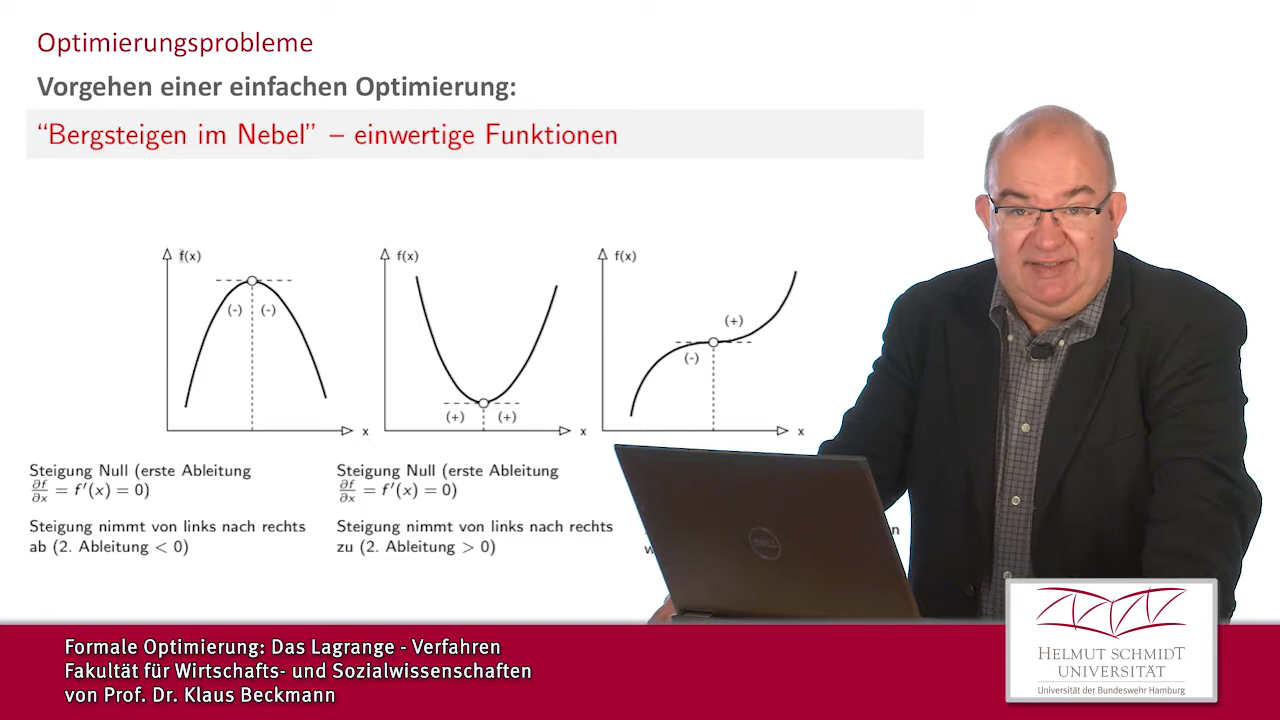 Optimierungsprobleme
Vorgehen einer einfachen Optimierung:
“Bergsteigen im Nebel” – einwertige Funktionen
f(x) f(x) f(x)
(-) (-) (+) (+) (-) (+)
x x x
Steigung Null (erste Ableitung
∂f/∂x = f′(x) = 0)
Steigung nimmt von links nach rechts
ab (2. Ableitung < 0)
Steigung Null (erste Ableitung
∂f/∂x = f′(x) = 0)
Steigung nimmt von links nach rechts
zu (2. Ableitung > 0)
DELL
Formale Optimierung: Das Lagrange - Verfahren
Fakultät für Wirtschafts- und Sozialwissenschaften
von Prof. Dr. Klaus Beckmann
HELMUT SCHMIDT
UNIVERSITÄT
Universität der Bundeswehr Hamburg